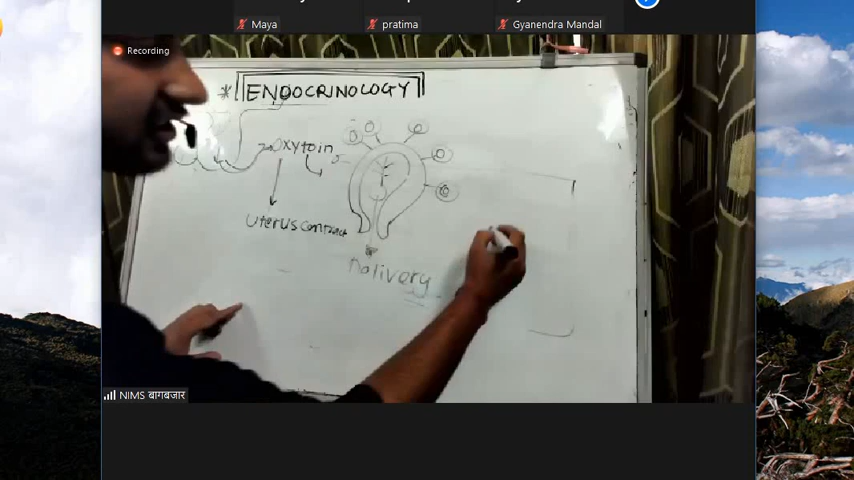 Maya
pratima
Gyanendra Mandal
Recording
* ENDOCRINOLOGY
Oxytoin
Uterus contract
Delivery
NIMS बागबजार